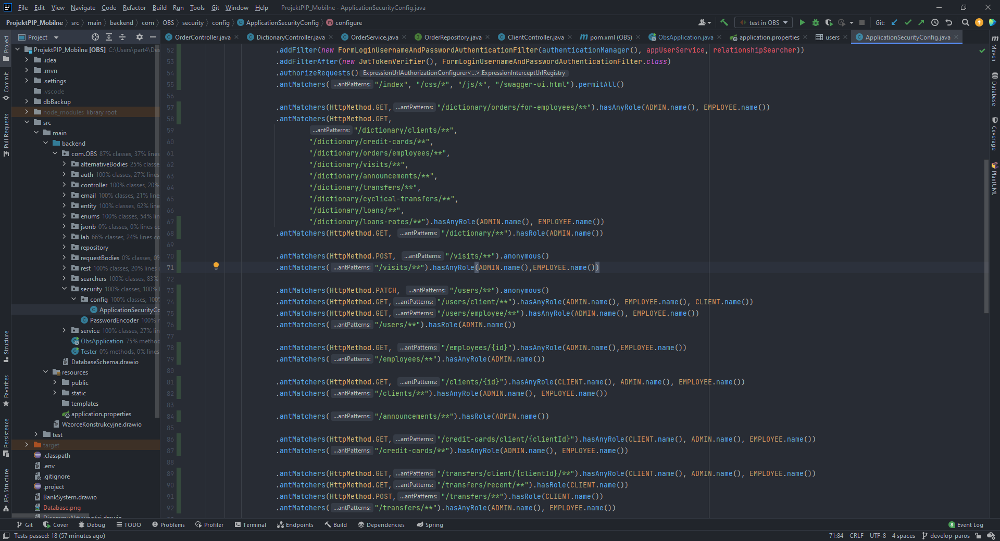 File Edit View Navigate Code Refactor Build Run Tools Git Window Help ProjektPIP_Mobilne - ApplicationSecurityConfig.java
ProjektPIP_Mobilne src main backend com OBS security config ApplicationSecurityConfig configure test in OBS Git:
Project OrderController.java DictionaryController.java OrderService.java OrderRepository.java ClientController.java pom.xml (OBS) ObsApplication.java application.properties users ApplicationSecurityConfig.java
Project
Commit
Pull Requests
Structure
Favorites
Persistence
JPA Structure
ProjektPIP_Mobilne [OBS] C:\Users\part4\Des
.idea
.mvn
.settings
.vscode
dbBackup
node_modules library root
src
main
backend
com.OBS 87% classes, 37% lines
alternativeBodies 25% classe
auth 100% classes, 27% lines
controller 100% classes, 20%
email 100% classes, 21% line
entity 100% classes, 62% line
enums 100% classes, 54% lin
jsonb 0% classes, 0% lines co
lab 66% classes, 24% lines co
repository
requestBodies 0% classes, 0%
rest 100% classes, 20% lines
searchers 100% classes, 83%
security 100% classes, 100%
config 100% classes, 100
ApplicationSecurityCo
PasswordEncoder 100%
service 100% classes, 27% lin
ObsApplication 75% method
Tester 0% methods, 0% lines
DatabaseSchema.drawio
resources
public
static
templates
application.properties
WzorceKonstrukcyjne.drawio
test
target
.classpath
.env
.gitignore
.project
BankSystem.drawio
Database.png
DiagramyAktywności.drawio
52 .addFilter(new FormLoginUsernameAndPasswordAuthenticationFilter(authenticationManager(), appUserService, relationshipSearcher))
53 .addFilterAfter(new JwtTokenVerifier(), FormLoginUsernameAndPasswordAuthenticationFilter.class)
54 .authorizeRequests() ExpressionUrlAuthorizationConfigurer<...>.ExpressionInterceptUrlRegistry
55 .antMatchers( ...antPatterns: "/index", "/css/*", "/js/*", "/swagger-ui.html").permitAll()
56
57 .antMatchers(HttpMethod.GET, ...antPatterns: "/dictionary/orders/for-employees/**").hasAnyRole(ADMIN.name(), EMPLOYEE.name())
58 .antMatchers(HttpMethod.GET,
59 ...antPatterns: "/dictionary/clients/**",
60 "/dictionary/credit-cards/**",
61 "/dictionary/orders/employees/**",
62 "/dictionary/visits/**",
63 "/dictionary/announcements/**",
64 "/dictionary/transfers/**",
65 "/dictionary/cyclical-transfers/**",
66 "/dictionary/loans/**",
67 "/dictionary/loans-rates/**").hasAnyRole(ADMIN.name(), EMPLOYEE.name())
68 .antMatchers(HttpMethod.GET, ...antPatterns: "/dictionary/**").hasRole(ADMIN.name())
69
70 .antMatchers(HttpMethod.POST, ...antPatterns: "/visits/**").anonymous()
71 .antMatchers( ...antPatterns: "/visits/**").hasAnyRole(ADMIN.name(),EMPLOYEE.name())
72
73 .antMatchers(HttpMethod.PATCH, ...antPatterns: "/users/**").anonymous()
74 .antMatchers(HttpMethod.GET, ...antPatterns: "/users/client/**").hasAnyRole(ADMIN.name(), EMPLOYEE.name(), CLIENT.name())
75 .antMatchers(HttpMethod.GET, ...antPatterns: "/users/employee/**").hasAnyRole(ADMIN.name(), EMPLOYEE.name())
76 .antMatchers( ...antPatterns: "/users/**").hasRole(ADMIN.name())
77
78 .antMatchers(HttpMethod.GET, ...antPatterns: "/employees/{id}").hasAnyRole(ADMIN.name(),EMPLOYEE.name())
79 .antMatchers( ...antPatterns: "/employees/**").hasAnyRole(ADMIN.name())
80
81 .antMatchers(HttpMethod.GET, ...antPatterns: "/clients/{id}").hasAnyRole(CLIENT.name(), ADMIN.name(), EMPLOYEE.name())
82 .antMatchers( ...antPatterns: "/clients/**").hasAnyRole(ADMIN.name(), EMPLOYEE.name())
83
84 .antMatchers( ...antPatterns: "/announcements/**").hasRole(ADMIN.name())
85
86 .antMatchers(HttpMethod.GET, ...antPatterns: "/credit-cards/client/{clientId}").hasAnyRole(CLIENT.name(), ADMIN.name(), EMPLOYEE.name())
87 .antMatchers( ...antPatterns: "/credit-cards/**").hasAnyRole(ADMIN.name(), EMPLOYEE.name())
88
89 .antMatchers(HttpMethod.GET, ...antPatterns: "/transfers/client/{clientId}/**").hasAnyRole(CLIENT.name(), ADMIN.name(), EMPLOYEE.name())
90 .antMatchers(HttpMethod.GET, ...antPatterns: "/transfers/recent/**").hasRole(CLIENT.name())
91 .antMatchers(HttpMethod.POST, ...antPatterns: "/transfers/**").hasRole(CLIENT.name())
92 .antMatchers( ...antPatterns: "/transfers/**").hasAnyRole(ADMIN.name(), EMPLOYEE.name())
Maven
Database
Coverage
PlantUML
Git Cover Debug TODO Problems Profiler Terminal Endpoints Build Dependencies Spring 8 Event Log
Tests passed: 18 (57 minutes ago) 71:84 CRLF UTF-8 4 spaces develop-paros